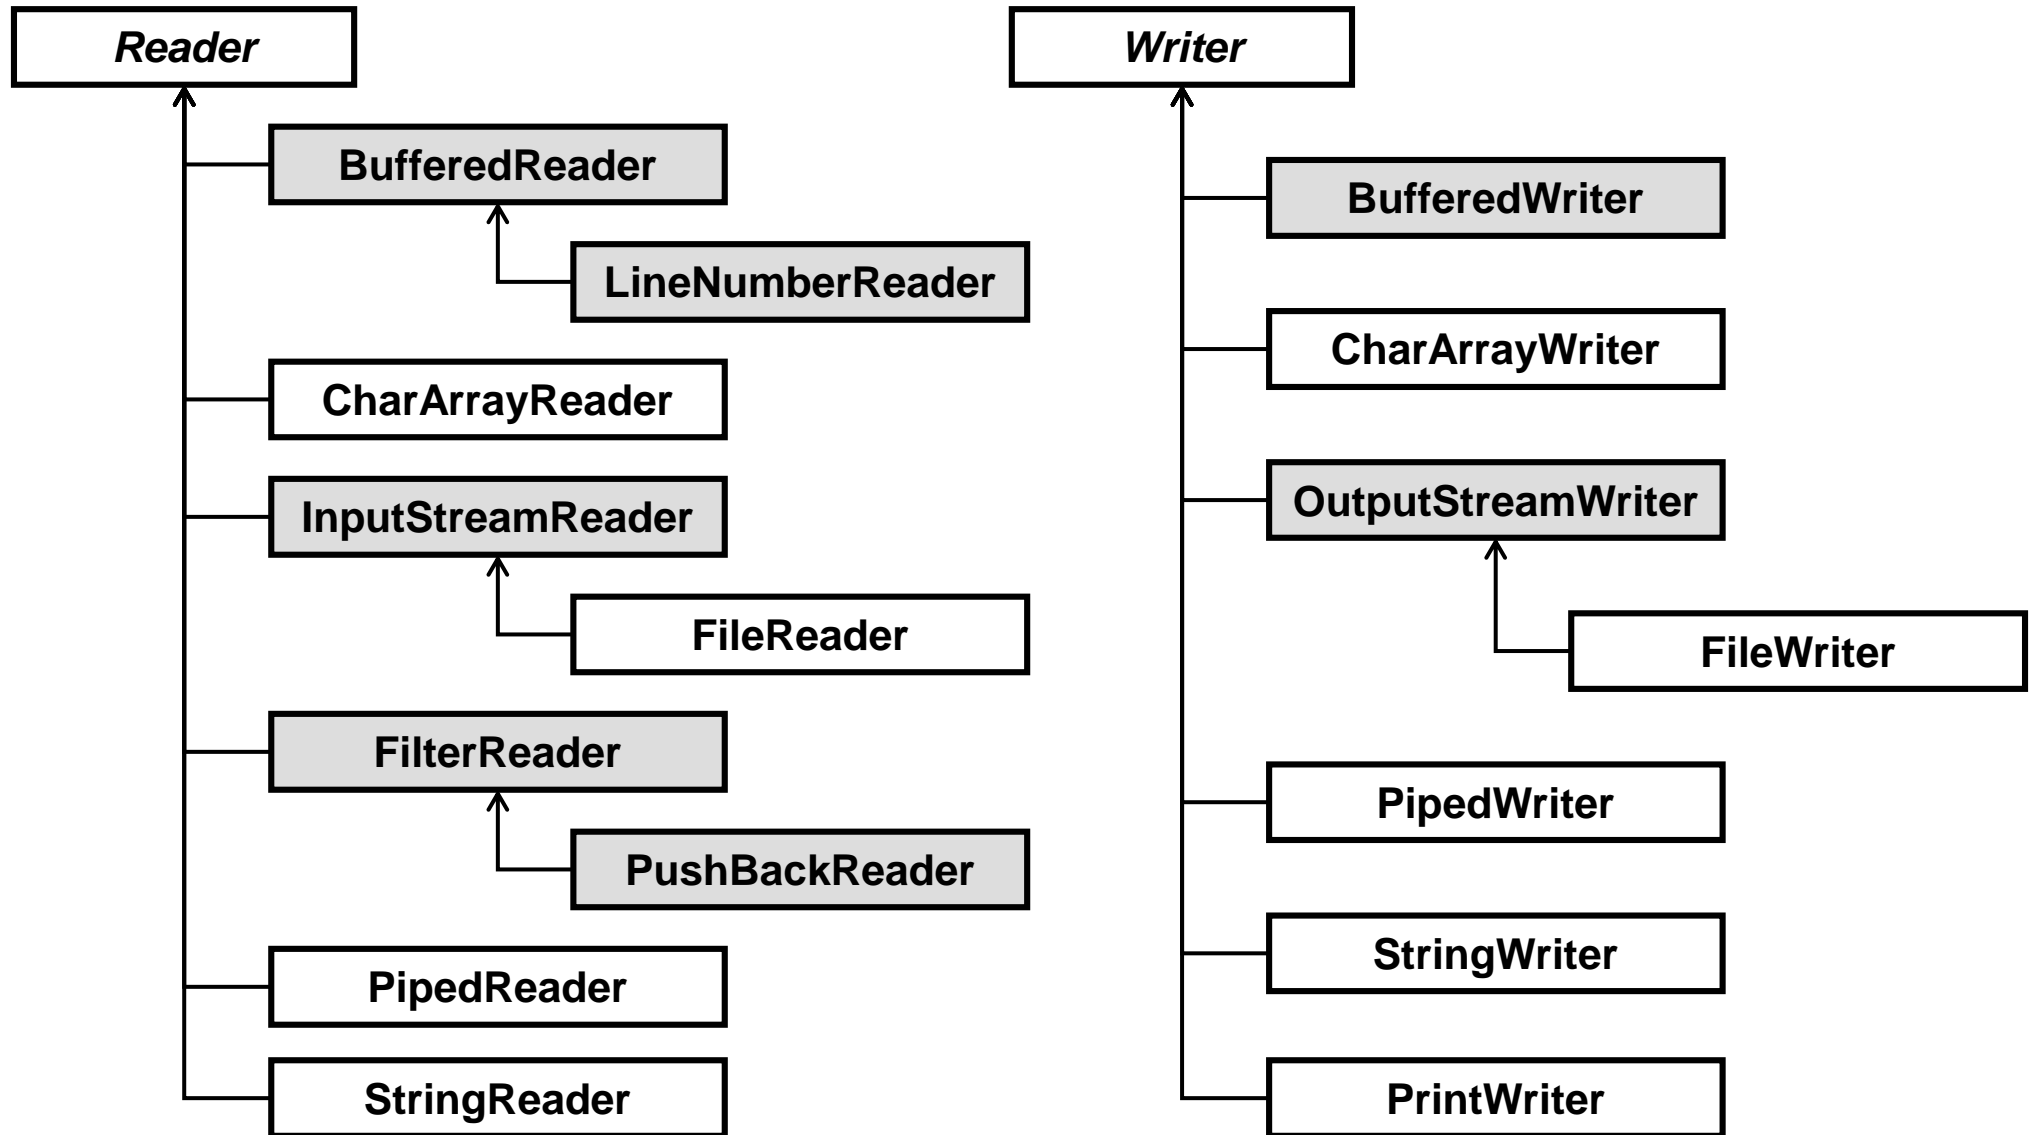 Reader
BufferedReader
LineNumberReader
CharArrayReader
InputStreamReader
FileReader
FilterReader
PushBackReader
PipedReader
StringReader
Writer
BufferedWriter
CharArrayWriter
OutputStreamWriter
FileWriter
PipedWriter
StringWriter
PrintWriter